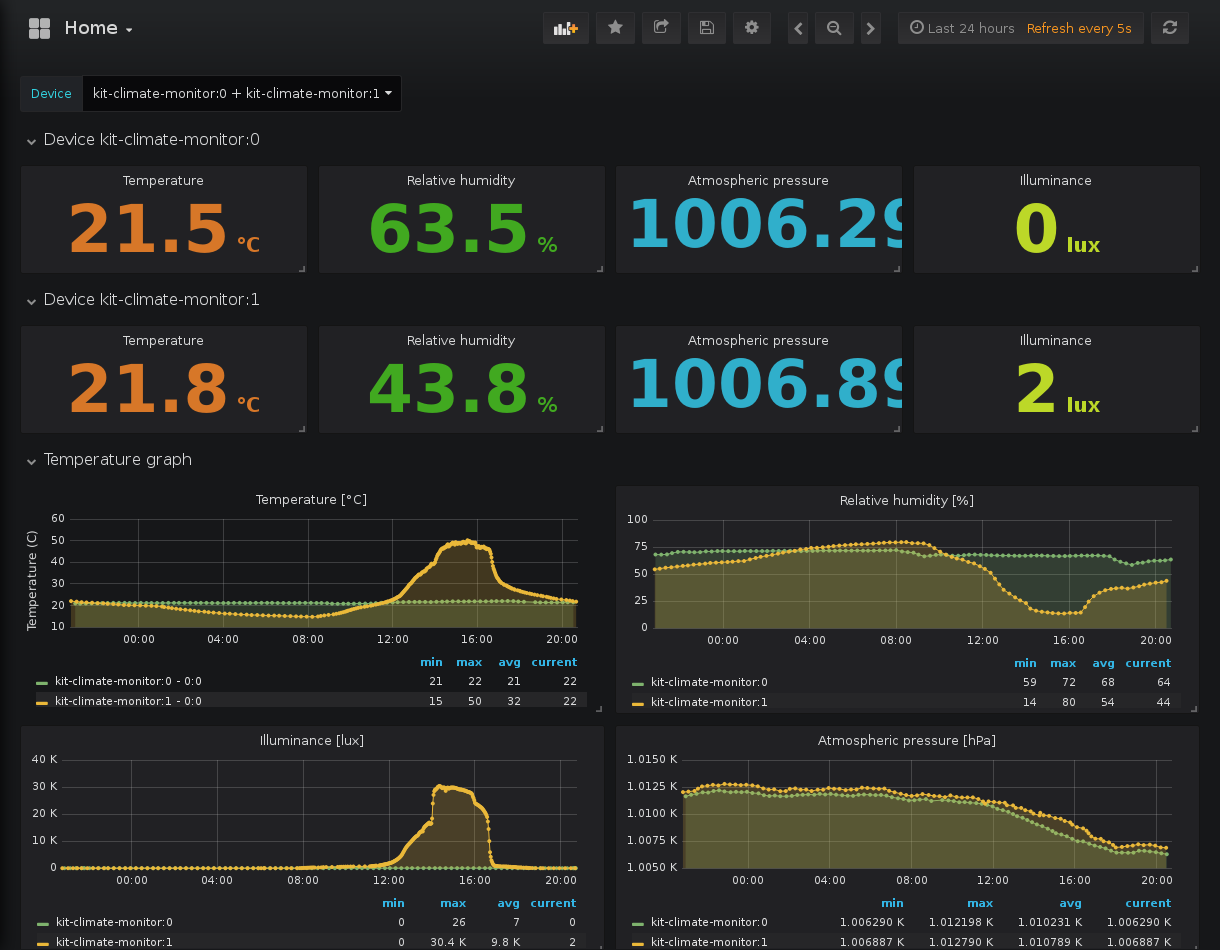 Home
Last 24 hours Refresh every 5s
Device kit-climate-monitor:0 + kit-climate-monitor:1
Device kit-climate-monitor:0
Temperature Relative humidity Atmospheric pressure Illuminance
21.5 °C 63.5 % 1006.29 0 lux
Device kit-climate-monitor:1
Temperature Relative humidity Atmospheric pressure Illuminance
21.8 °C 43.8 % 1006.89 2 lux
Temperature graph
Temperature [°C]
Temperature (C)
60
50
40
30
20
10
00:00 04:00 08:00 12:00 16:00 20:00
min max avg current
kit-climate-monitor:0 - 0:0 21 22 21 22
kit-climate-monitor:1 - 0:0 15 50 32 22
Relative humidity [%]
100
75
50
25
0
00:00 04:00 08:00 12:00 16:00 20:00
min max avg current
kit-climate-monitor:0 59 72 68 64
kit-climate-monitor:1 14 80 54 44
Illuminance [lux]
40 K
30 K
20 K
10 K
0
00:00 04:00 08:00 12:00 16:00 20:00
min max avg current
kit-climate-monitor:0 0 26 7 0
kit-climate-monitor:1 0 30.4 K 9.8 K 2
Atmospheric pressure [hPa]
1.0150 K
1.0125 K
1.0100 K
1.0075 K
1.0050 K
00:00 04:00 08:00 12:00 16:00 20:00
min max avg current
kit-climate-monitor:0 1.006290 K 1.012198 K 1.010231 K 1.006290 K
kit-climate-monitor:1 1.006887 K 1.012790 K 1.010789 K 1.006887 K